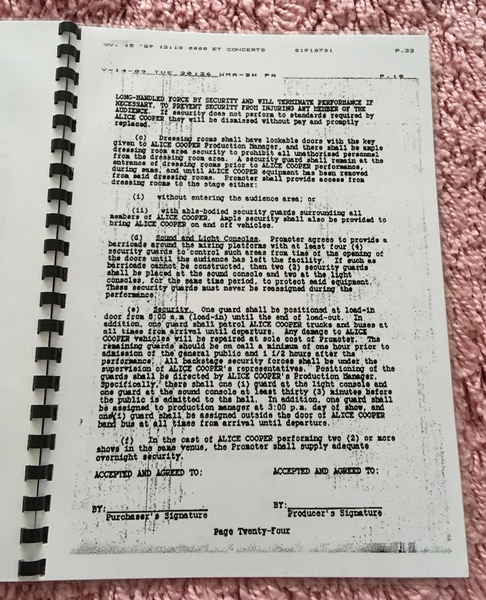 '89 12:13 0000 ET CONCERTS 01910701 P.22
V-14-89 TUE 20:26 WMA-BH PA P.18
LONG-HANDLED FORCE BY SECURITY AND WILL TERMINATE PERFORMANCE IF
NECESSARY, TO PREVENT SECURITY FROM INJURING ANY MEMBER OF THE
AUDIENCE. If security does not perform to standards required by
ALICE COOPER they will be dismissed without pay and promptly
replaced.
(c) Dressing rooms shall have lockable doors with the key
given to ALICE COOPER Production Manager, and there shall be ample
dressing room area security to prohibit all unauthorized personnel
from the dressing room area. A security guard shall remain at the
entrance of dressing rooms prior to ALICE COOPER performance,
during same, and until ALICE COOPER equipment has been removed
from said dressing rooms. Promoter shall provide access from
dressing rooms to the stage either:
(i) without entering the audience area; or
(ii) with able-bodied security guards surrounding all
members of ALICE COOPER. Ample security shall also be provided to
bring ALICE COOPER on and off vehicles.
(d) Sound and Light Consoles. Promoter agrees to provide a
barricade around the mixing platforms with at least four (4)
security guards to control such areas from time of the opening of
the doors until the audience has left the facility. If such as
barricade cannot be constructed, then two (2) security guards
shall be placed at the sound console and two at the light
consoles, for the same time period, to protect said equipment.
These security guards must never be reassigned during the
performance.
(e) Security. One guard shall be positioned at load-in
door from 8:00 a.m (load-in) until the end of load-out. In
addition, one guard shall patrol ALICE COOPER trucks and buses at
all times from arrival until departure. Any damage to ALICE
COOPER vehicles will be repaired at sole cost of Promoter. The
remaining guards should be on call a minimum of one hour prior to
admission of the general public and 1 1/2 hours after the
performance. All backstage security forces shall be under the
supervision of ALICE COOPER's representatives. Positioning of the
guards shall be directed by ALICE COOPER's Production Manager.
Specifically, there shall one (1) guard at the light console and
one guard at the sound console at least thirty (3) minutes before
the public is admitted to the hall. In addition, one guard shall
be assigned to production manager at 3:00 p.m. day of show, and
one (1) guard shall be assigned outside the door of ALICE COOPER
band bus at all times from arrival until departure.
(f) In the case of ALICE COOPER performing two (2) or more
shows in the same venue, the Promoter shall supply adequate
overnight security.
ACCEPTED AND AGREED TO: ACCEPTED AND AGREED TO:
BY: BY:
Purchaser's Signature Producer's Signature
Page Twenty-Four